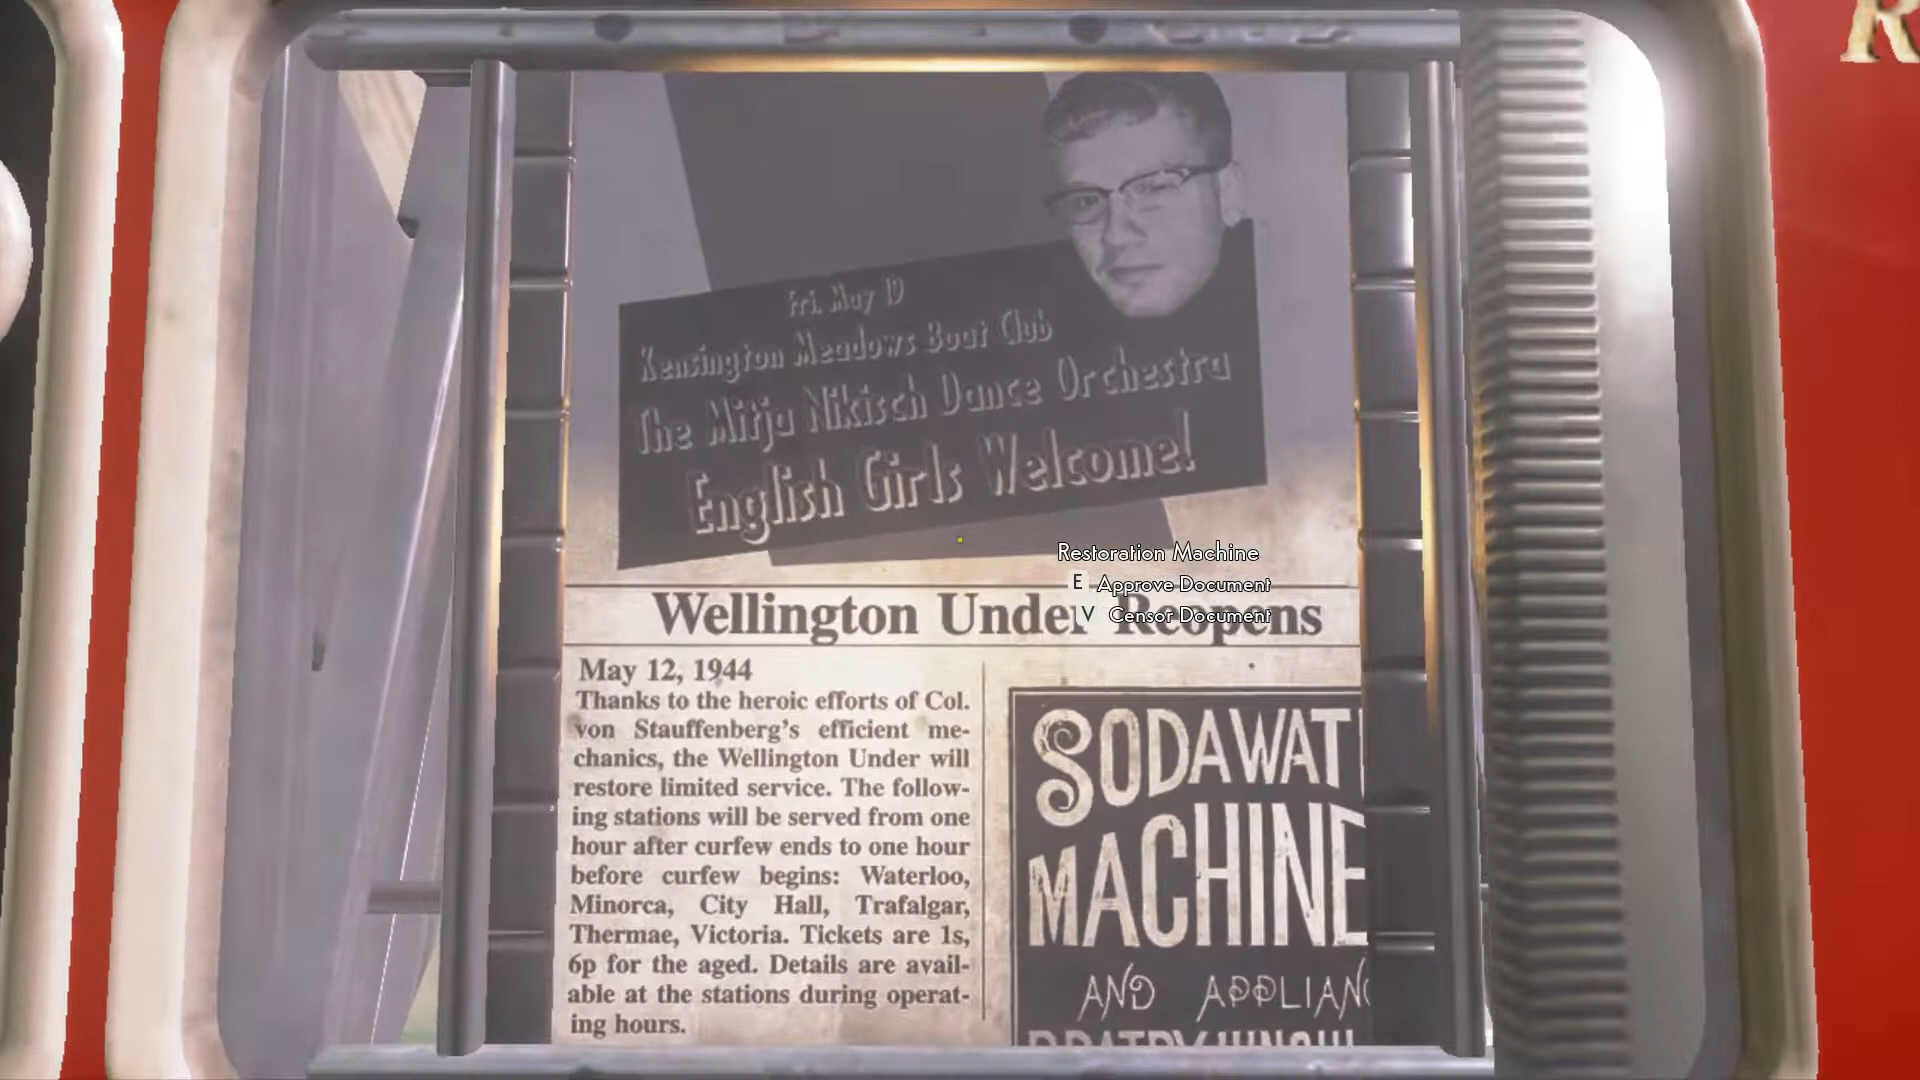 R
Fri. May 19
Kensington Meadows Boat Club
The Mitja Nikisch Dance Orchestra
English Girls Welcome!
Restoration Machine
E Approve Document
V Censor Document
Wellington Under Reopens
May 12, 1944
Thanks to the heroic efforts of Col.
von Stauffenberg's efficient me-
chanics, the Wellington Under will
restore limited service. The follow-
ing stations will be served from one
hour after curfew ends to one hour
before curfew begins: Waterloo,
Minorca, City Hall, Trafalgar,
Thermae, Victoria. Tickets are 1s,
6p for the aged. Details are avail-
able at the stations during operat-
ing hours.
SODAWAT
MACHINE
AND APPLIANC